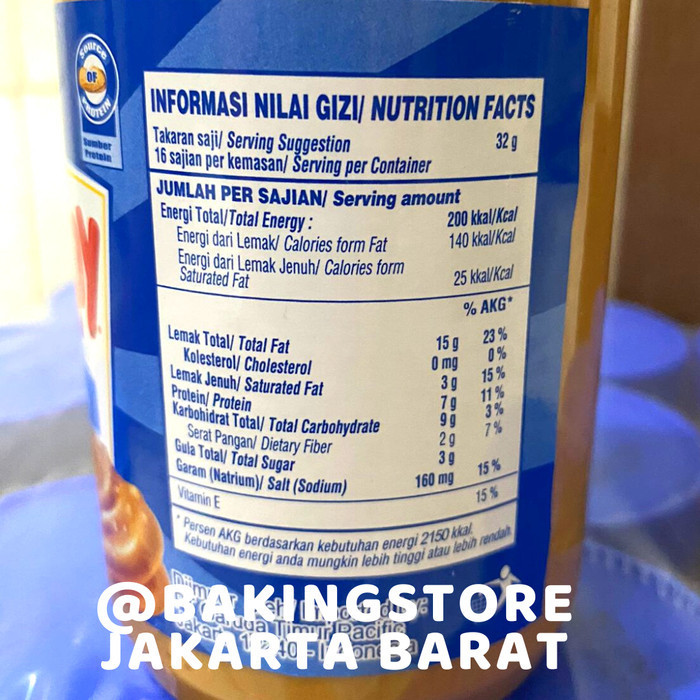 Source
OF
PROTEIN
Sumber
Protein
INFORMASI NILAI GIZI/ NUTRITION FACTS
Takaran saji/ Serving Suggestion 32 g
16 sajian per kemasan/ Serving per Container
JUMLAH PER SAJIAN/ Serving amount
Energi Total/Total Energy : 200 kkal/Kcal
Energi dari Lemak/ Calories form Fat 140 kkal/Kcal
Energi dari Lemak Jenuh/ Calories form
Saturated Fat 25 kkal/Kcal
% AKG*
Lemak Total/ Total Fat 15 g 23 %
Kolesterol/ Cholesterol 0 mg 0 %
Lemak Jenuh/ Saturated Fat 3 g 15 %
Protein/ Protein 7 g 11 %
Karbohidrat Total/ Total Carbohydrate 9 g 3 %
Serat Pangan/ Dietary Fiber 2 g 7 %
Gula Total/ Total Sugar 3 g
Garam (Natrium)/ Salt (Sodium) 160 mg 15 %
Vitamin E 15 %
* Persen AKG berdasarkan kebutuhan energi 2150 kkal.
Kebutuhan energi anda mungkin lebih tinggi atau lebih rendah.
@BAKINGSTORE
JAKARTA BARAT